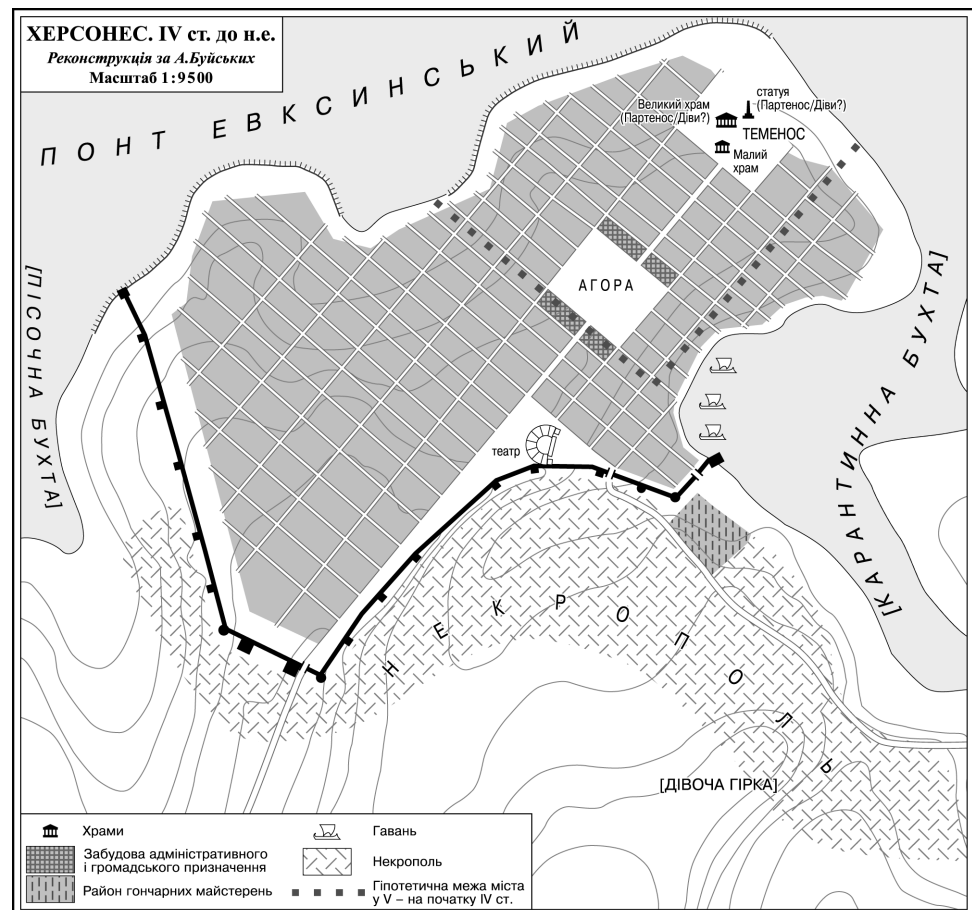 ХЕРСОНЕС. IV ст. до н.е.
Реконструкція за А.Буйських
Масштаб 1:9500
ПОНТ ЕВКСИНСЬКИЙ
статуя
(Партенос/Діви?)
Великий храм
(Партенос/Діви?)
ТЕМЕНОС
Малий
храм
[ПІСОЧНА БУХТА]
АГОРА
[КАРАНТИННА БУХТА]
театр
НЕКРОПОЛЬ
[ДІВОЧА ГІРКА]
Храми
Забудова адміністративного
і громадського призначення
Район гончарних майстерень
Гавань
Некрополь
Гіпотетична межа міста
у V – на початку IV ст.